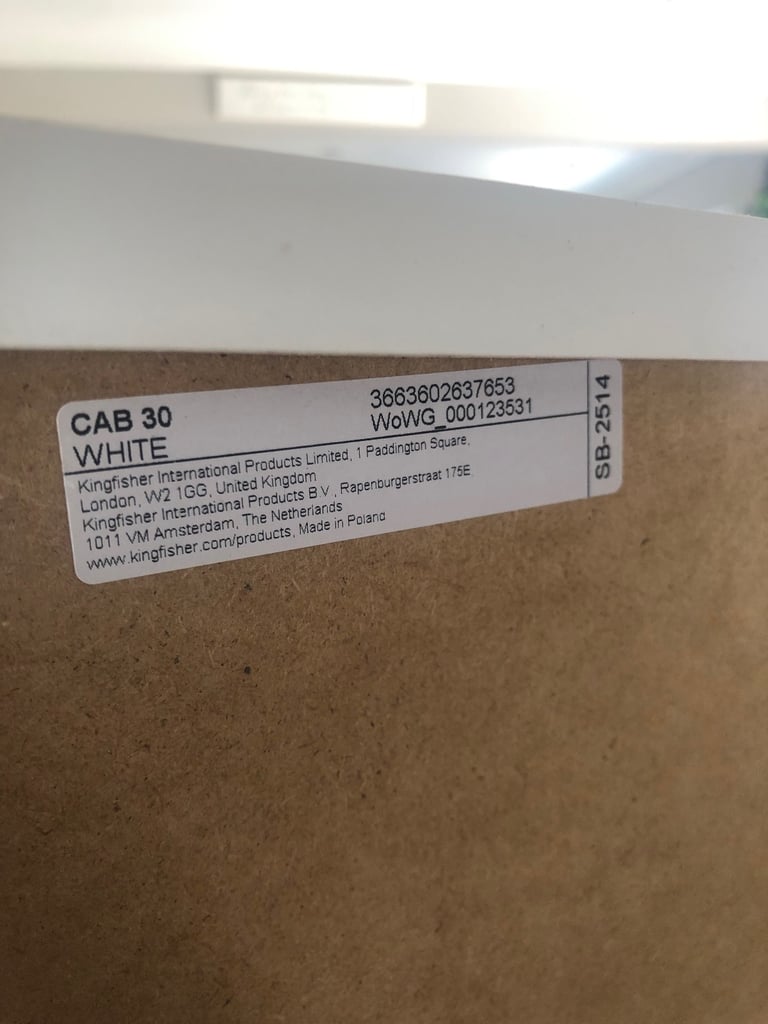 CAB 30
WHITE
3663602637653
WoWG_000123531
Kingfisher International Products Limited, 1 Paddington Square,
London, W2 1GG, United Kingdom
Kingfisher International Products B.V., Rapenburgerstraat 175E
1011 VM Amsterdam, The Netherlands
www.kingfisher.com/products, Made in Poland
SB-2514